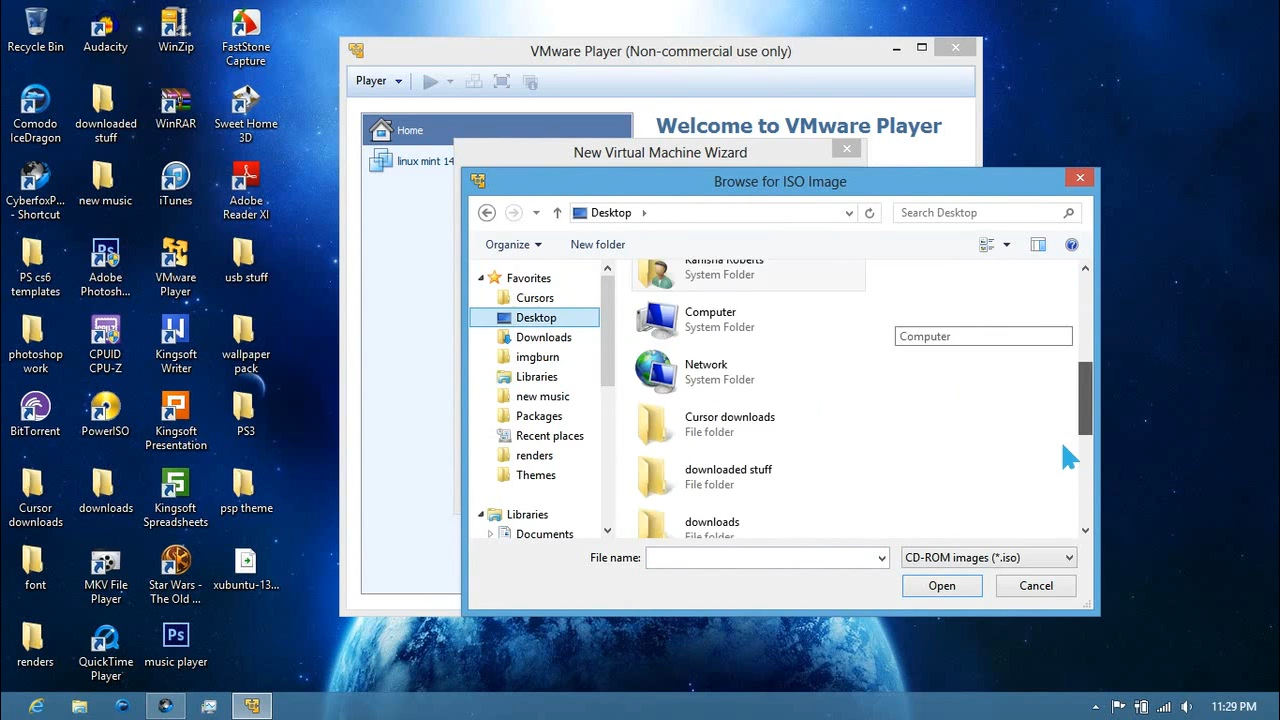 Recycle Bin
Audacity
WinZip
FastStone
Capture
Comodo
IceDragon
downloaded
stuff
WinRAR
Sweet Home
3D
CyberfoxP...
- Shortcut
new music
iTunes
Adobe
Reader XI
PS cs6
templates
Adobe
Photosh...
VMware
Player
usb stuff
photoshop
work
CPUID
CPU-Z
Kingsoft
Writer
wallpaper
pack
BitTorrent
PowerISO
Kingsoft
Presentation
PS3
Cursor
downloads
downloads
Kingsoft
Spreadsheets
psp theme
font
MKV File
Player
Star Wars -
The Old ...
xubuntu-13...
renders
QuickTime
Player
music player
VMware Player (Non-commercial use only)
Player
Home
linux mint 14
Welcome to VMware Player
New Virtual Machine Wizard
Browse for ISO Image
Desktop
Search Desktop
Organize
New folder
Favorites
Cursors
Desktop
Downloads
imgburn
Libraries
new music
Packages
Recent places
renders
Themes
Libraries
Documents
Kanisha Roberts
System Folder
Computer
System Folder
Computer
Network
System Folder
Cursor downloads
File folder
downloaded stuff
File folder
downloads
File folder
File name:
CD-ROM images (*.iso)
Open
Cancel
11:29 PM